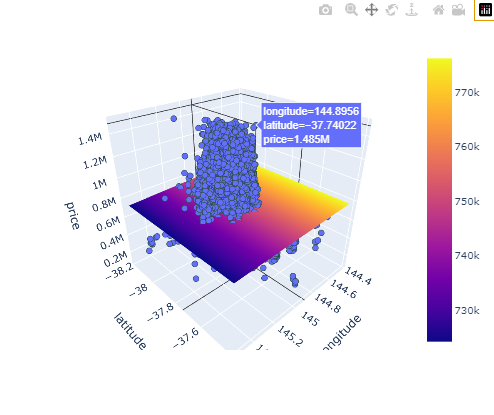 longitude=144.8956
latitude=−37.74022
price=1.485M
1.4M
1.2M
1M
0.8M
0.6M
0.4M
0.2M
price
−38.2
−38
−37.8
−37.6
latitude
144.4
144.6
144.8
145
145.2
ongitude
770k
760k
750k
740k
730k